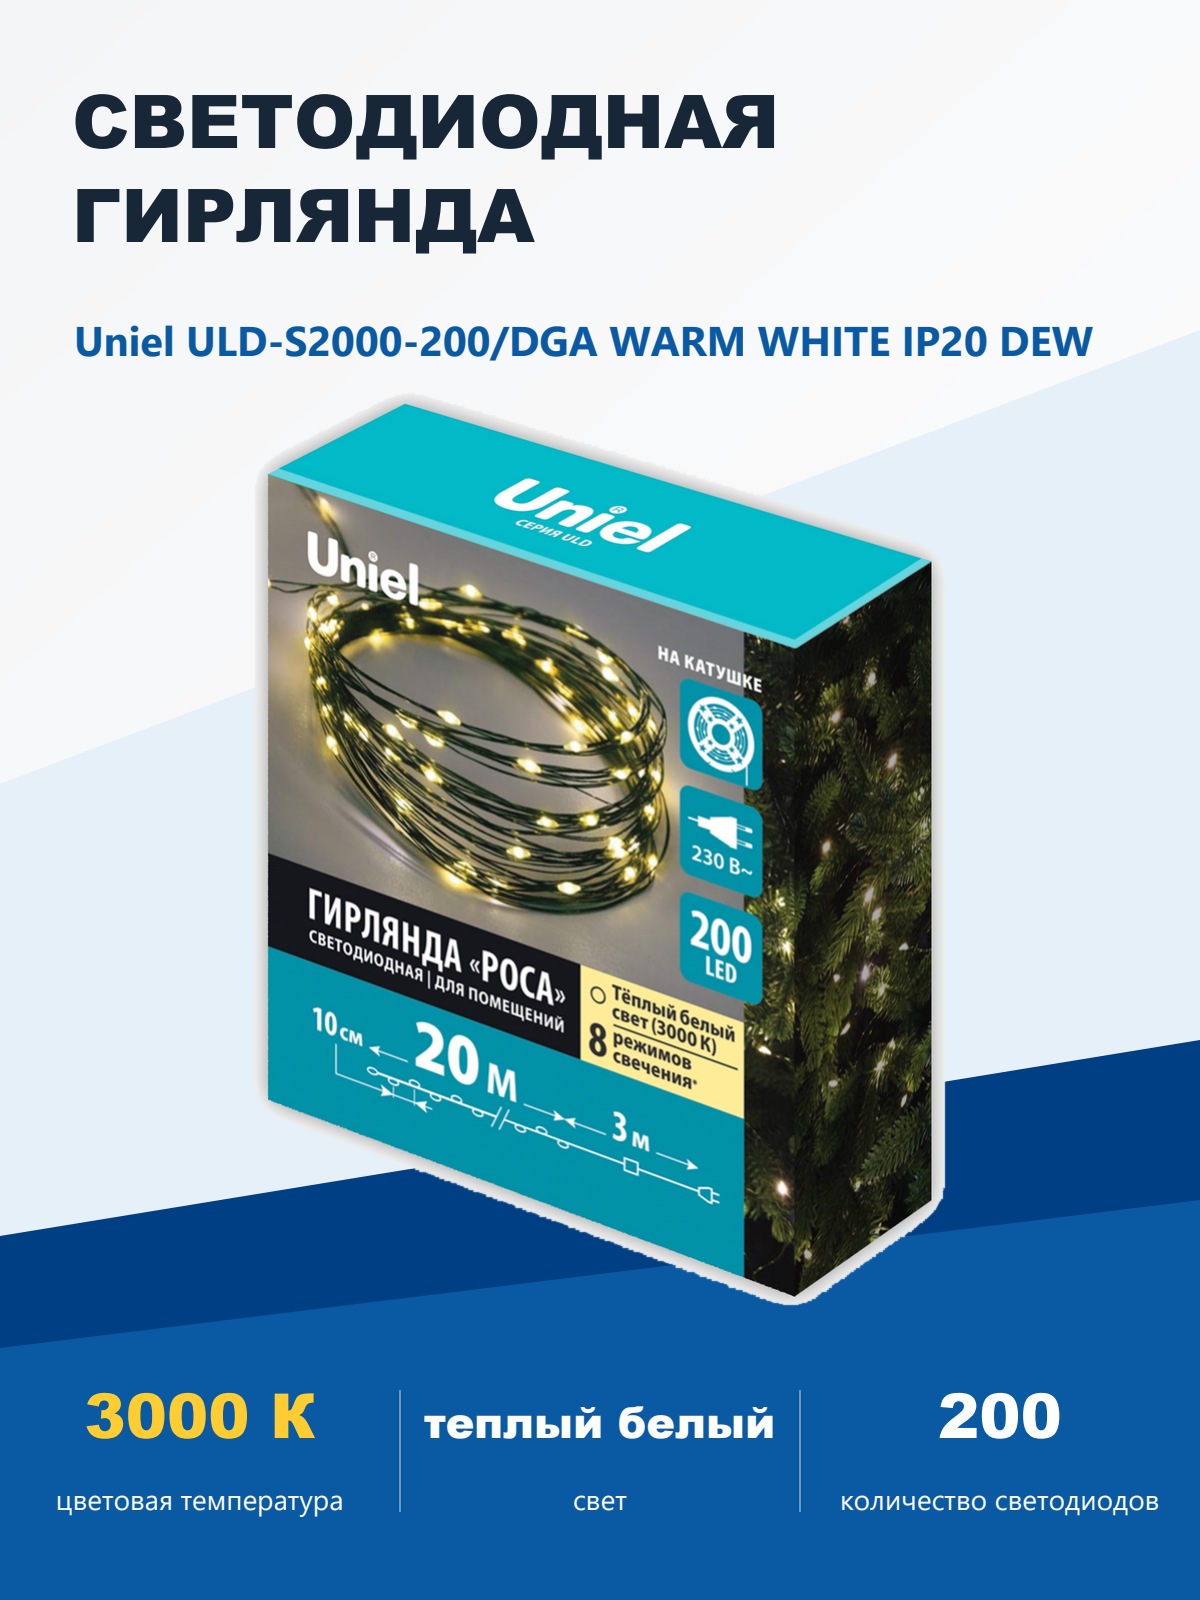 СВЕТОДИОДНАЯ
ГИРЛЯНДА
Uniel ULD-S2000-200/DGA WARM WHITE IP20 DEW
Uniel®
СЕРИЯ ULD
Uniel®
НА КАТУШКЕ
230 В~
200
LED
ГИРЛЯНДА «РОСА»
СВЕТОДИОДНАЯ | ДЛЯ ПОМЕЩЕНИЙ
Тёплый белый
свет (3000 К)
8 режимов
свечения*
10 см
20 м
3 м
3000 К
цветовая температура
теплый белый
свет
200
количество светодиодов